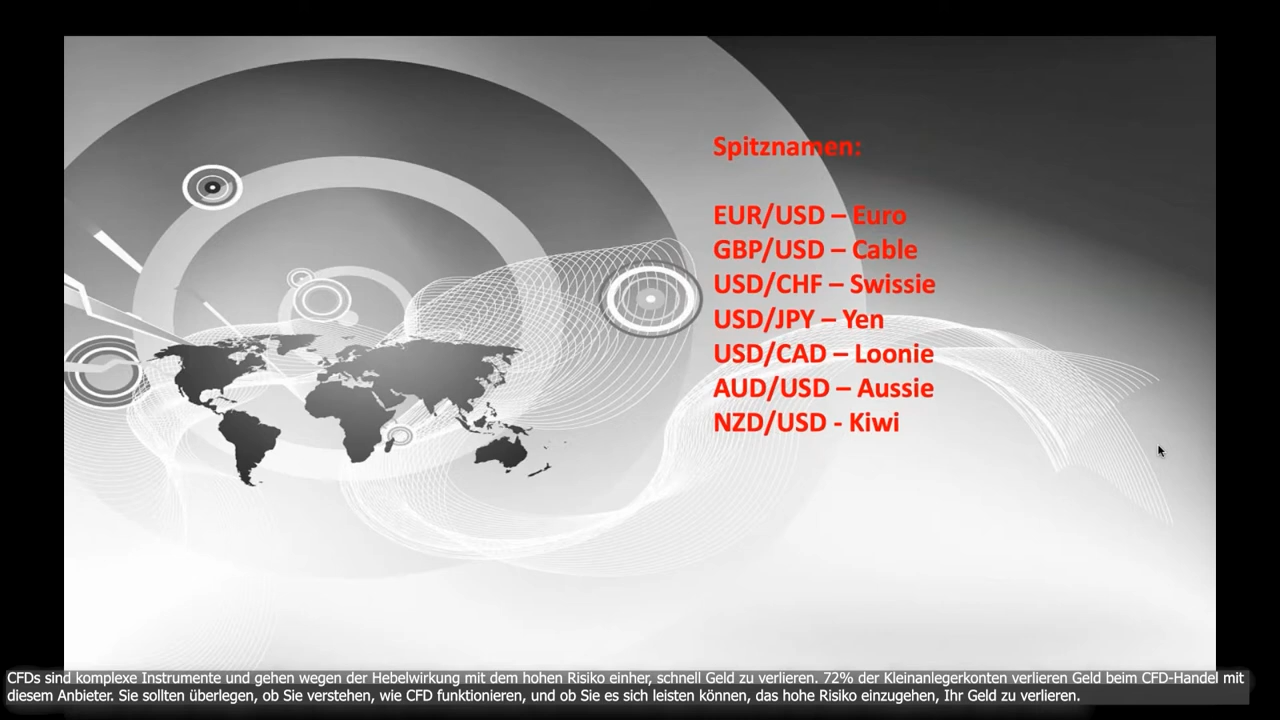 Spitznamen:
EUR/USD – Euro
GBP/USD – Cable
USD/CHF – Swissie
USD/JPY – Yen
USD/CAD – Loonie
AUD/USD – Aussie
NZD/USD - Kiwi
CFDs sind komplexe Instrumente und gehen wegen der Hebelwirkung mit dem hohen Risiko einher, schnell Geld zu verlieren. 72% der Kleinanlegerkonten verlieren Geld beim CFD-Handel mit
diesem Anbieter. Sie sollten überlegen, ob Sie verstehen, wie CFD funktionieren, und ob Sie es sich leisten können, das hohe Risiko einzugehen, Ihr Geld zu verlieren.